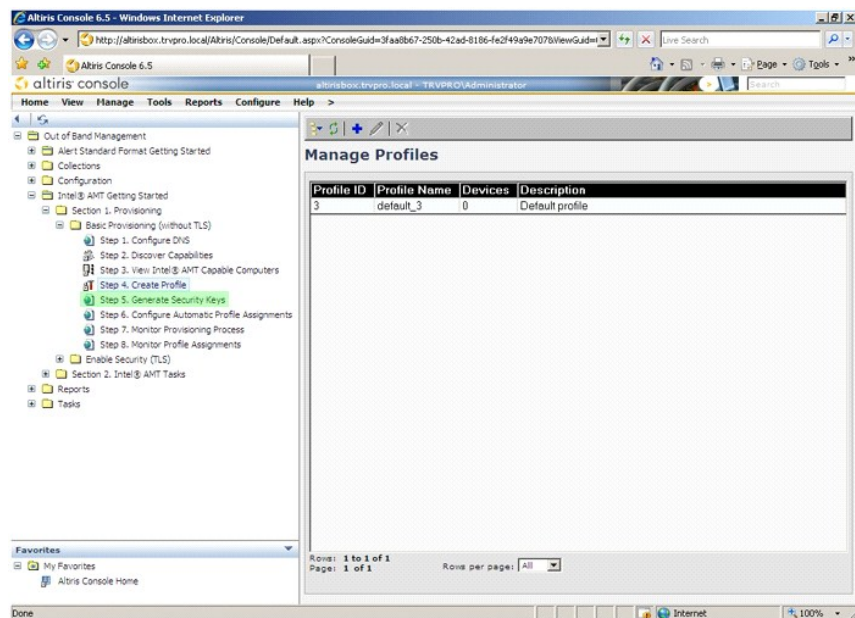 Altiris Console 6.5 - Windows Internet Explorer
http://altirisbox.trvpro.local/Altiris/Console/Default.aspx?ConsoleGuid=3faa8b67-250b-42ad-8186-fe2f49a9e707&ViewGuid=
Live Search
Altiris Console 6.5
Page
Tools
altiris console
altirisbox.trvpro.local - TRVPRO\Administrator
Search
Home View Manage Tools Reports Configure Help >
Out of Band Management
Alert Standard Format Getting Started
Collections
Configuration
Intel® AMT Getting Started
Section 1. Provisioning
Basic Provisioning (without TLS)
Step 1. Configure DNS
Step 2. Discover Capabilities
Step 3. View Intel® AMT Capable Computers
Step 4. Create Profile
Step 5. Generate Security Keys
Step 6. Configure Automatic Profile Assignments
Step 7. Monitor Provisioning Process
Step 8. Monitor Profile Assignments
Enable Security (TLS)
Section 2. Intel® AMT Tasks
Reports
Tasks
Manage Profiles
Profile ID Profile Name Devices Description
3 default_3 0 Default profile
Rows: 1 to 1 of 1
Page: 1 of 1
Rows per page: All
Favorites
My Favorites
Altiris Console Home
Done
Internet
100%